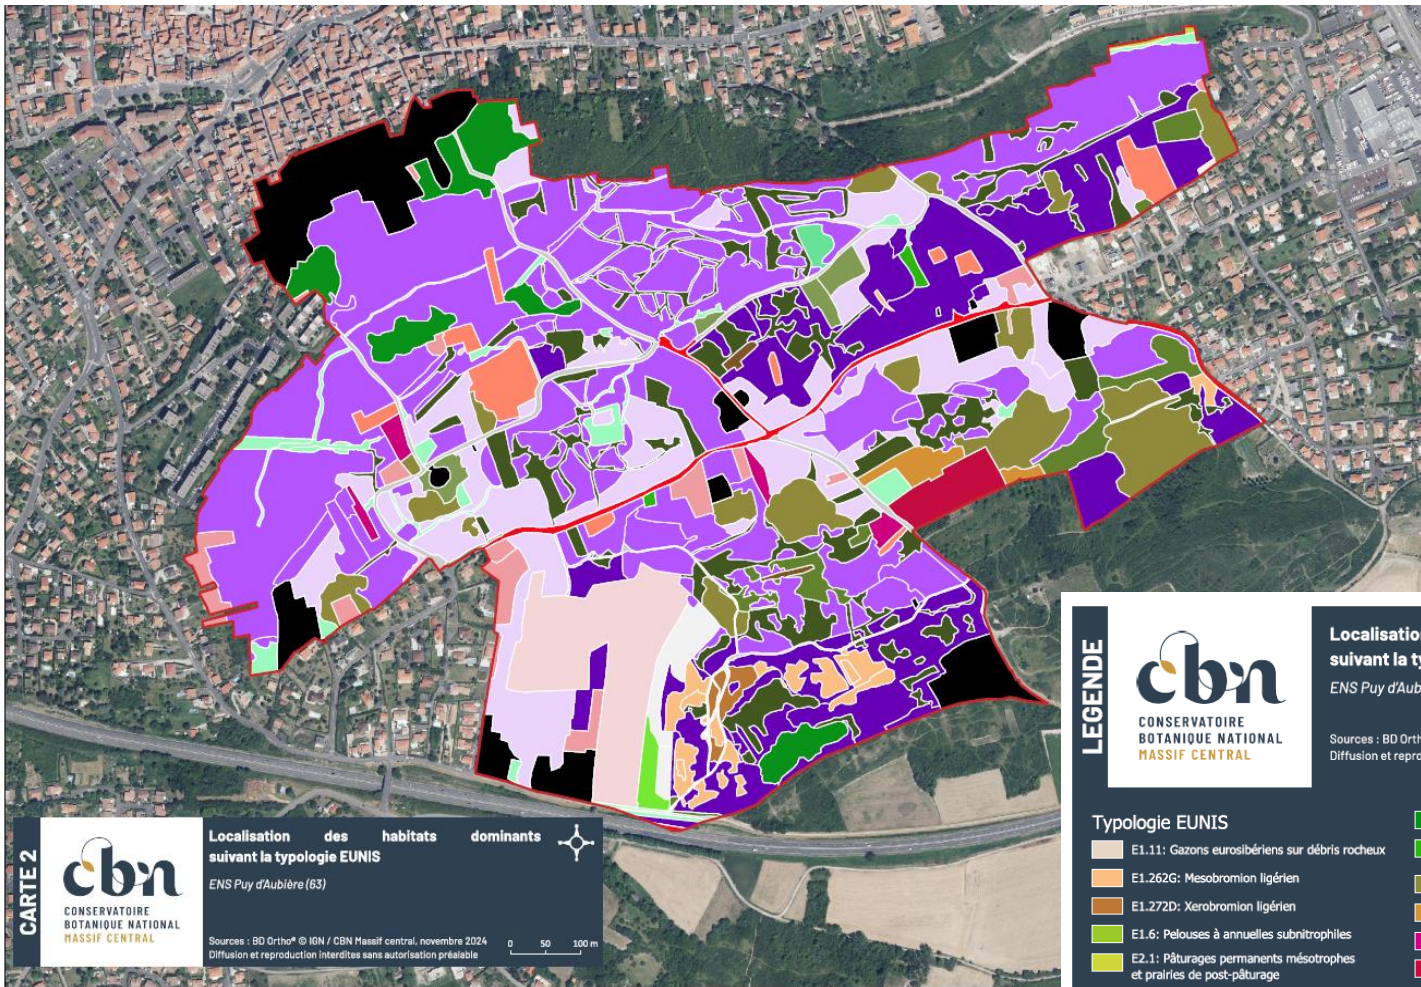 CARTE 2
cbn
CONSERVATOIRE
BOTANIQUE NATIONAL
MASSIF CENTRAL
Localisation des habitats dominants
suivant la typologie EUNIS
ENS Puy d'Aubière (63)
Sources : BD Ortho® © IGN / CBN Massif central, novembre 2024
Diffusion et reproduction interdites sans autorisation préalable
0 50 100 m
LEGENDE
cbn
CONSERVATOIRE
BOTANIQUE NATIONAL
MASSIF CENTRAL
Localisation
suivant la ty
ENS Puy d'Aub
Sources : BD Orth
Diffusion et repro
Typologie EUNIS
E1.11: Gazons eurosibériens sur débris rocheux
E1.262G: Mesobromion ligérien
E1.272D: Xerobromion ligérien
E1.6: Pelouses à annuelles subnitrophiles
E2.1: Pâturages permanents mésotrophes
et prairies de post-pâturage